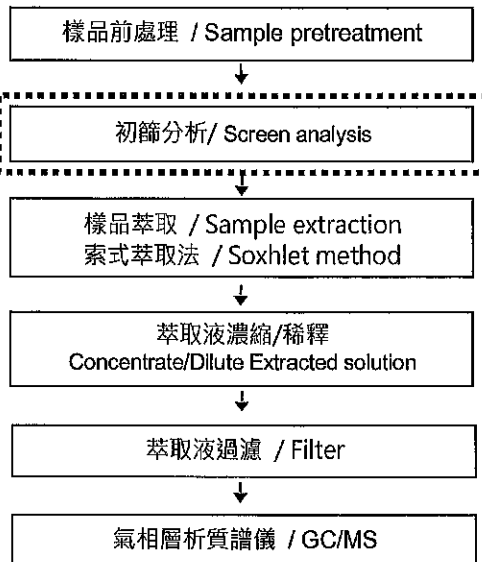 樣品前處理 / Sample pretreatment
初篩分析/ Screen analysis
樣品萃取 / Sample extraction
索式萃取法 / Soxhlet method
萃取液濃縮/稀釋
Concentrate/Dilute Extracted solution
萃取液過濾 / Filter
氣相層析質譜儀 / GC/MS